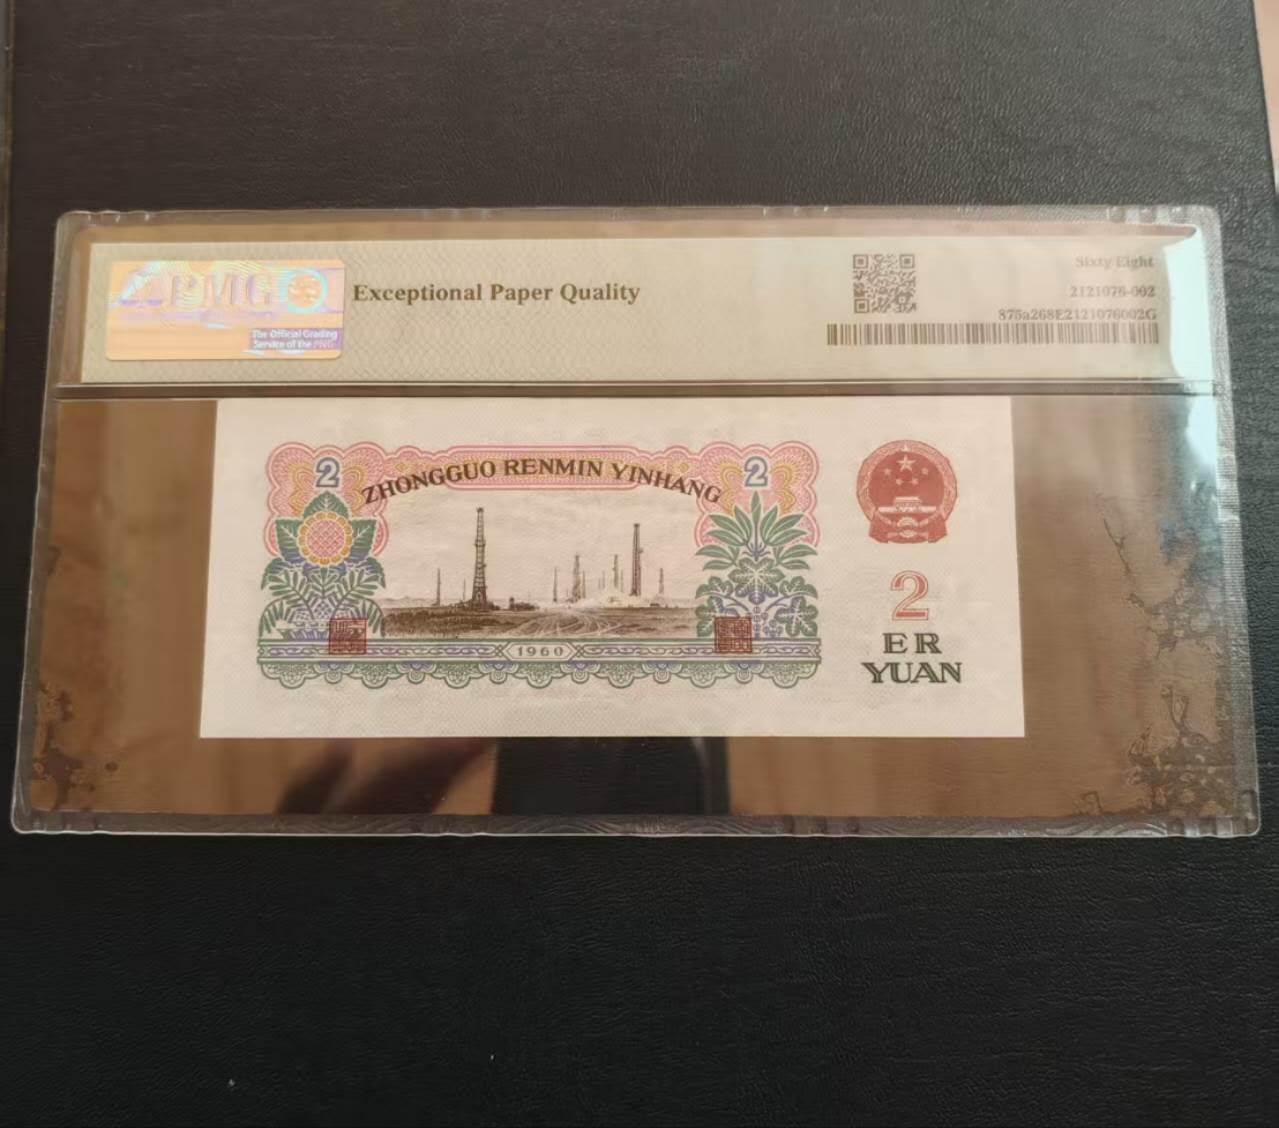 PMG
The Official Grading
Service of the PNG
Exceptional Paper Quality
Sixty Eight
2121076-002
875a268E2121076002G
2
ZHONGGUO RENMIN YINHANG
2
1960
2
ER
YUAN